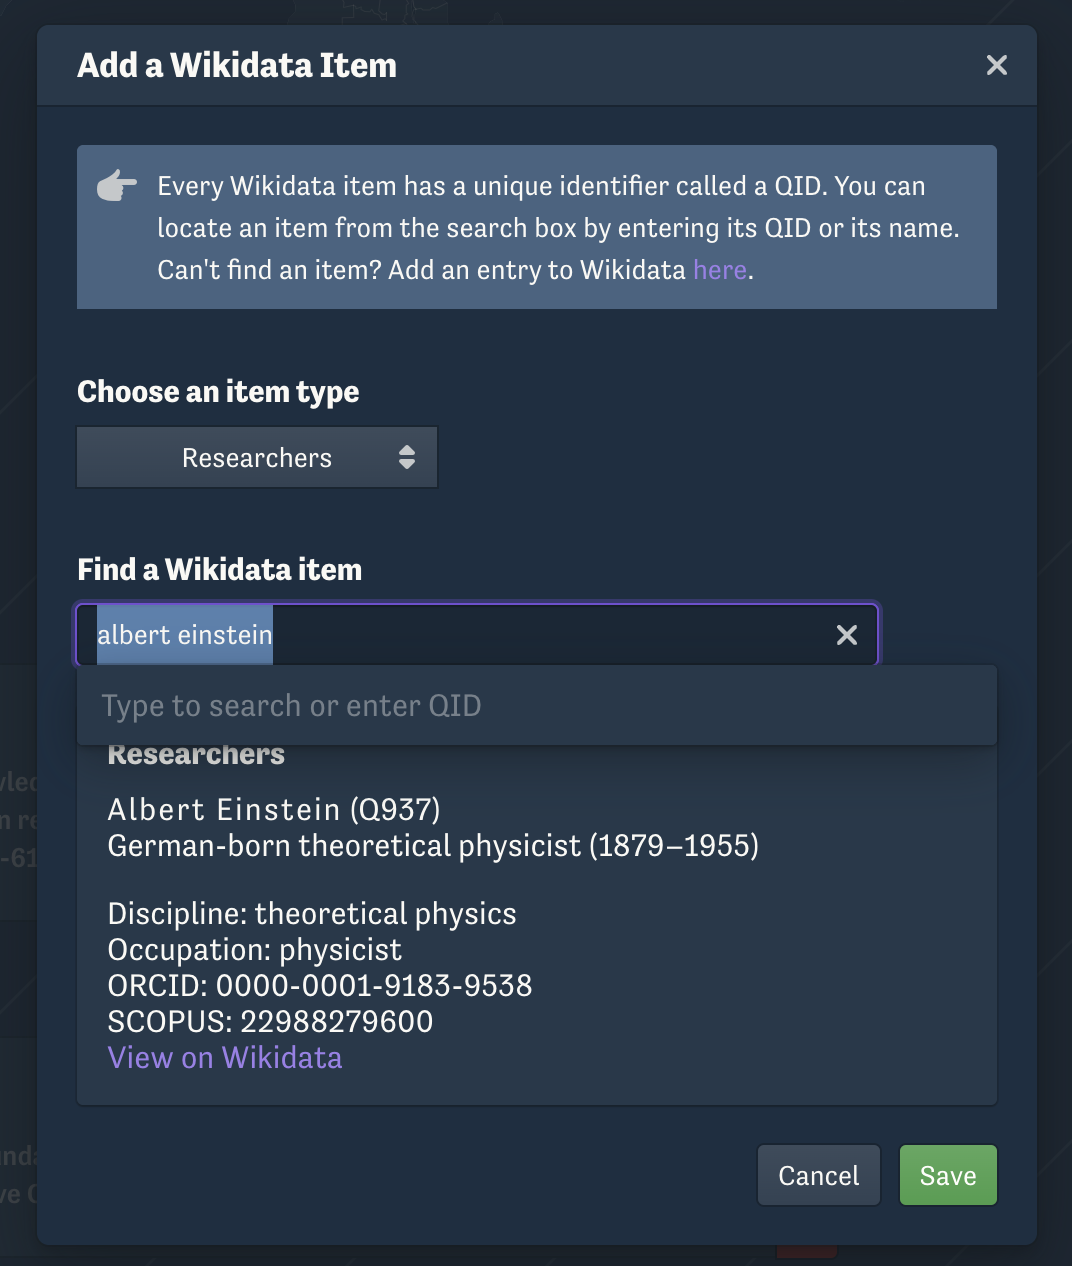 Add a Wikidata Item
Every Wikidata item has a unique identifier called a QID. You can
locate an item from the search box by entering its QID or its name.
Can't find an item? Add an entry to Wikidata here.
Choose an item type
Researchers
Find a Wikidata item
albert einstein
Type to search or enter QID
Researchers
Albert Einstein (Q937)
German-born theoretical physicist (1879–1955)
Discipline: theoretical physics
Occupation: physicist
ORCID: 0000-0001-9183-9538
SCOPUS: 22988279600
View on Wikidata
Cancel
Save